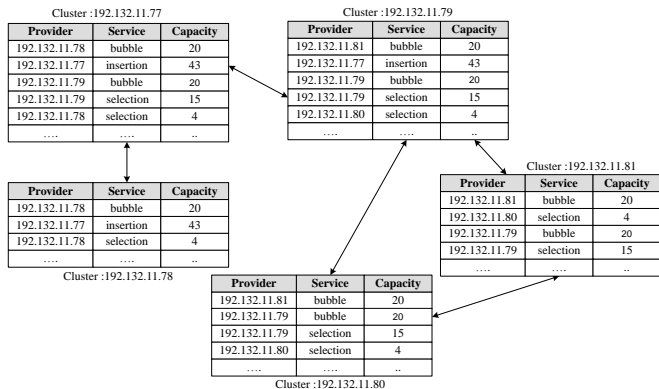 Cluster :192.132.11.77
Provider Service Capacity
192.132.11.78 bubble 20
192.132.11.77 insertion 43
192.132.11.79 bubble 20
192.132.11.79 selection 15
192.132.11.78 selection 4
…. …. ..
Cluster :192.132.11.79
Provider Service Capacity
192.132.11.81 bubble 20
192.132.11.77 insertion 43
192.132.11.79 bubble 20
192.132.11.79 selection 15
192.132.11.80 selection 4
…. …. ..
Provider Service Capacity
192.132.11.78 bubble 20
192.132.11.77 insertion 43
192.132.11.78 selection 4
…. …. ..
Cluster :192.132.11.78
Cluster :192.132.11.81
Provider Service Capacity
192.132.11.81 bubble 20
192.132.11.80 selection 4
192.132.11.79 bubble 20
192.132.11.79 selection 15
…. …. ..
Provider Service Capacity
192.132.11.81 bubble 20
192.132.11.79 bubble 20
192.132.11.79 selection 15
192.132.11.80 selection 4
…. …. ..
Cluster :192.132.11.80